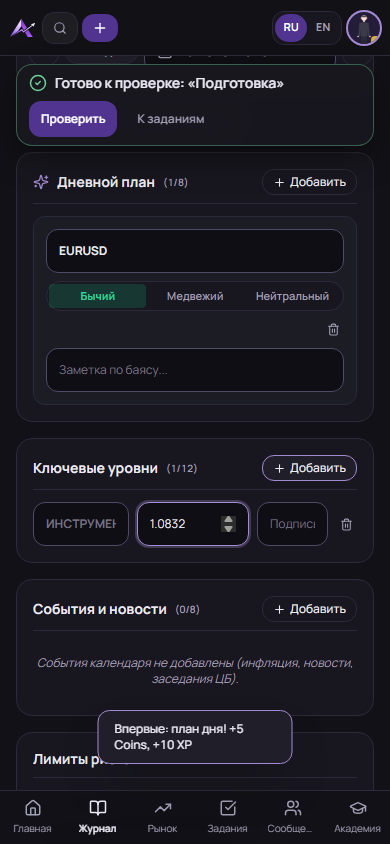 RU EN
Готово к проверке: «Подготовка»
Проверить К заданиям
Дневной план (1/8) + Добавить
EURUSD
Бычий Медвежий Нейтральный
Заметка по баясу...
Ключевые уровни (1/12) + Добавить
ИНСТРУМЕН 1.0832 Подпись
События и новости (0/8) + Добавить
События календаря не добавлены (инфляция, новости,
заседания ЦБ).
Впервые: план дня! +5
Coins, +10 XP
Лимиты
Главная Журнал Рынок Задания Сообще... Академия